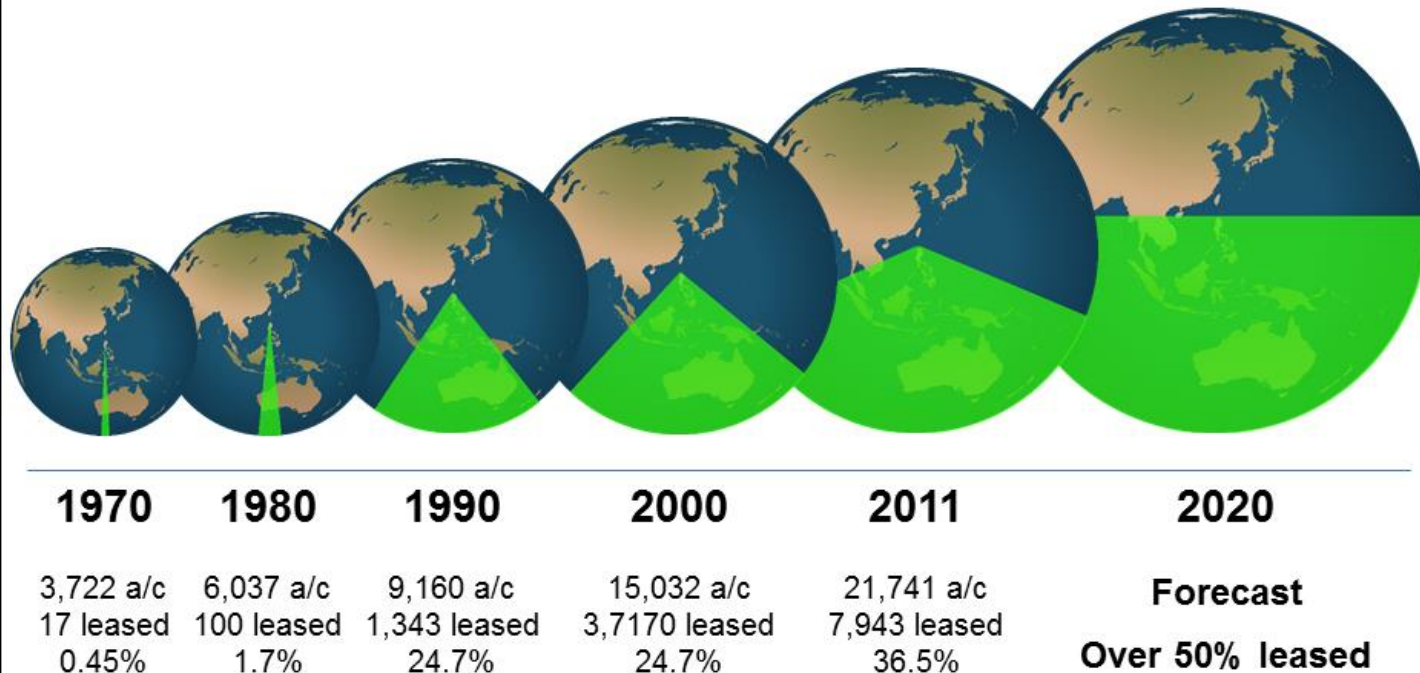 1970 1980 1990 2000 2011 2020
3,722 a/c 6,037 a/c 9,160 a/c 15,032 a/c 21,741 a/c Forecast
17 leased 100 leased 1,343 leased 3,7170 leased 7,943 leased
0.45% 1.7% 24.7% 24.7% 36.5% Over 50% leased